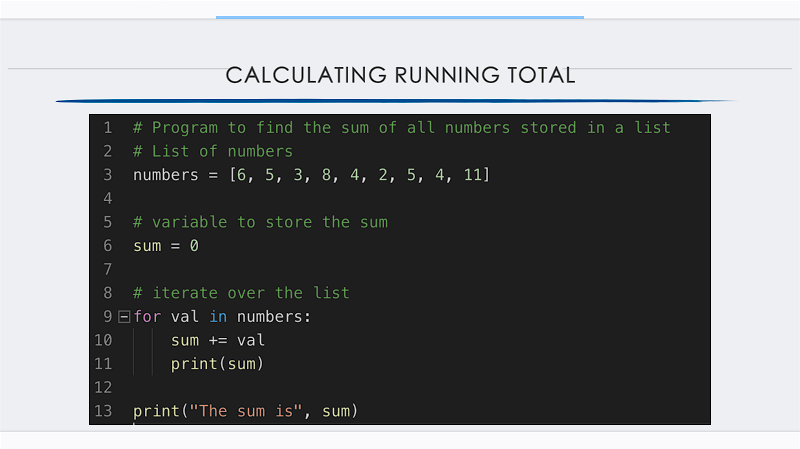 CALCULATING RUNNING TOTAL
1 # Program to find the sum of all numbers stored in a list
2 # List of numbers
3 numbers = [6, 5, 3, 8, 4, 2, 5, 4, 11]
4
5 # variable to store the sum
6 sum = 0
7
8 # iterate over the list
9 for val in numbers:
10     sum += val
11     print(sum)
12
13 print("The sum is", sum)